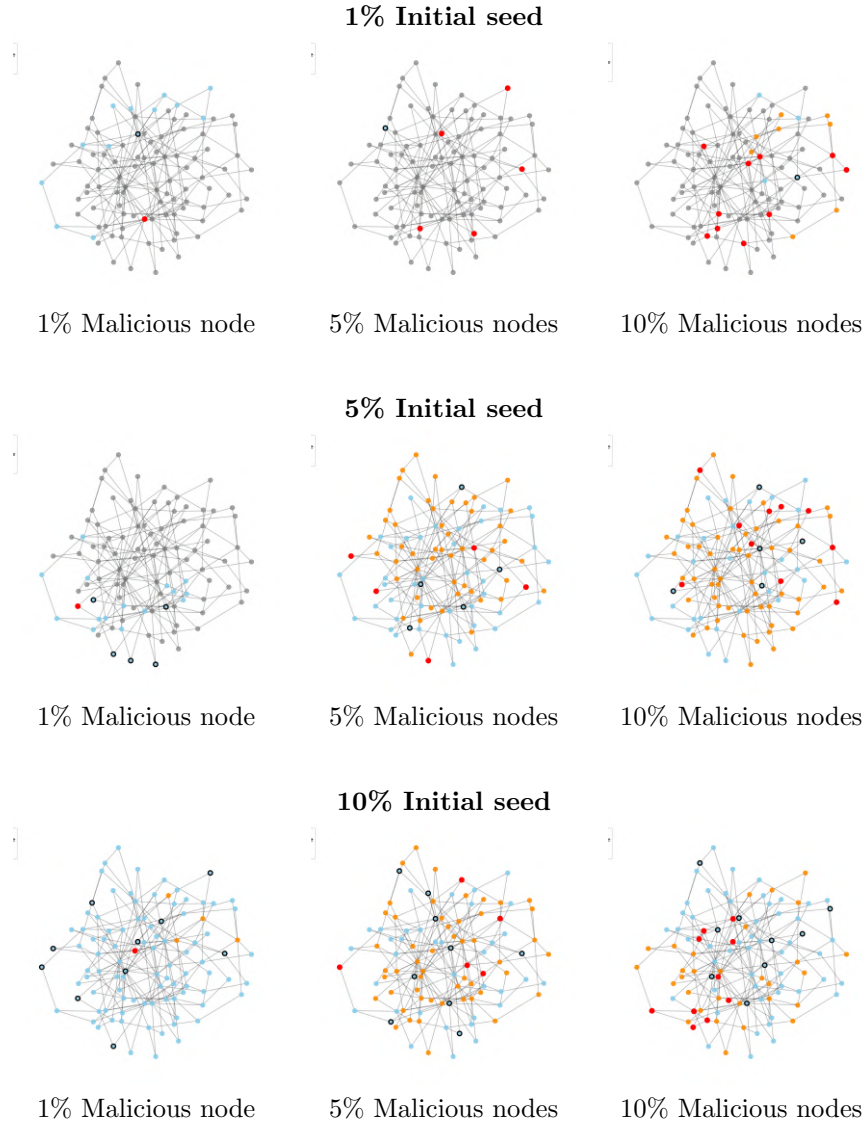 1% Initial seed
1% Malicious node 5% Malicious nodes 10% Malicious nodes
5% Initial seed
1% Malicious node 5% Malicious nodes 10% Malicious nodes
10% Initial seed
1% Malicious node 5% Malicious nodes 10% Malicious nodes